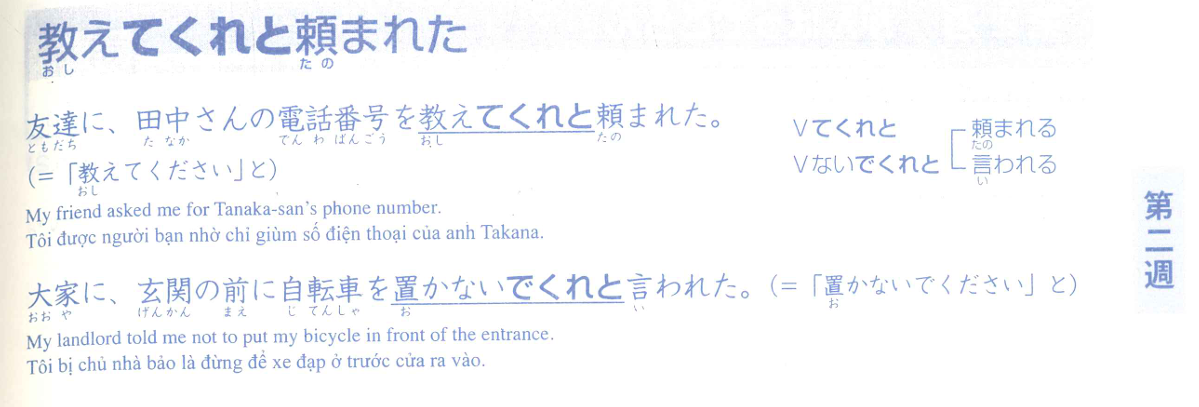 教えてくれと頼まれた
おし たの
友達に、田中さんの電話番号を教えてくれと頼まれた。
ともだち たなか でんわばんごう おし たの
(=「教えてください」と)
おし
My friend asked me for Tanaka-san's phone number.
Tôi được người bạn nhờ chỉ giùm số điện thoại của anh Takana.
Vてくれと 頼まれる
たの
Vないでくれと 言われる
い
大家に、玄関の前に自転車を置かないでくれと言われた。(=「置かないでください」と)
おおや げんかん まえ じてんしゃ お い お
My landlord told me not to put my bicycle in front of the entrance.
Tôi bị chủ nhà bảo là đừng để xe đạp ở trước cửa ra vào.
第二週